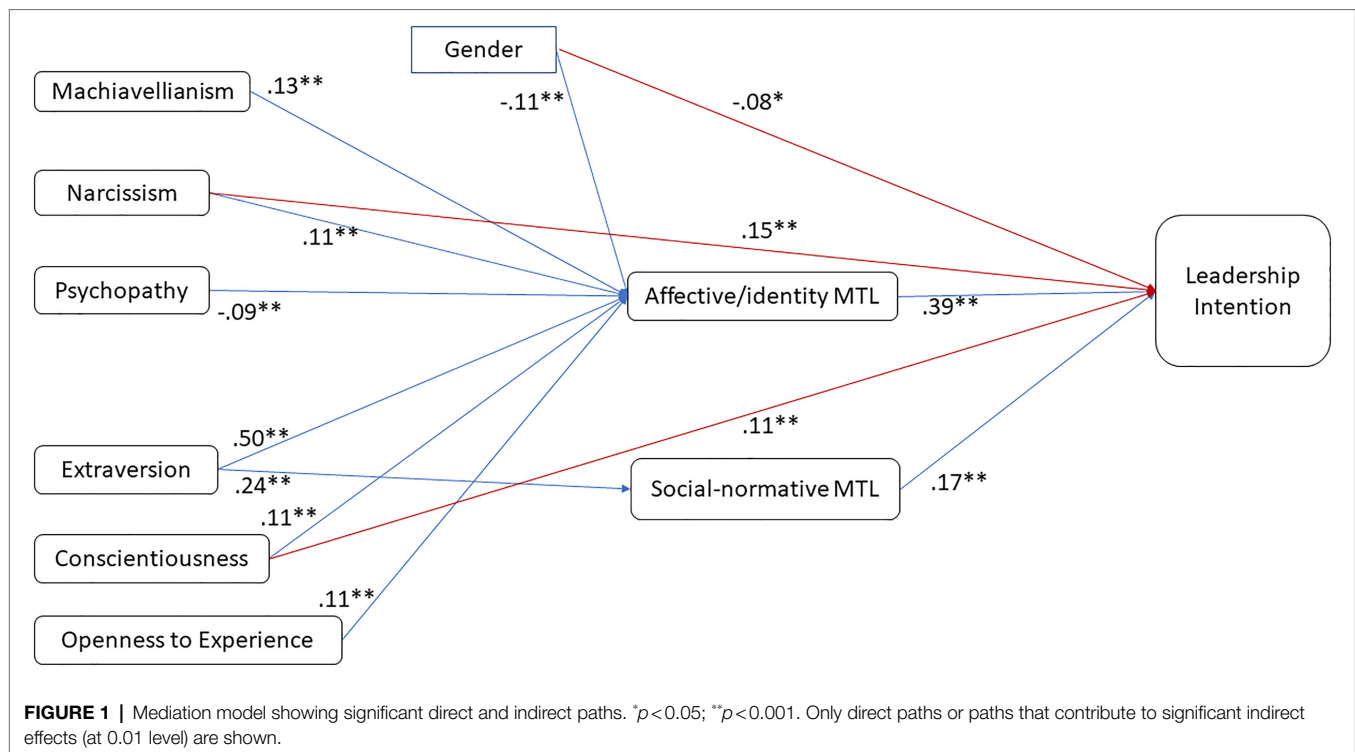 Gender
Machiavellianism
.13**
-.11**
-.08*
Narcissism
.11**
.15**
Psychopathy
-.09**
Affective/identity MTL
.39**
Leadership
Intention
.50**
.11**
Extraversion
.24**
Social-normative MTL
.17**
.11**
Conscientiousness
.11**
Openness to Experience
FIGURE 1 | Mediation model showing significant direct and indirect paths. *p<0.05; **p<0.001. Only direct paths or paths that contribute to significant indirect
effects (at 0.01 level) are shown.